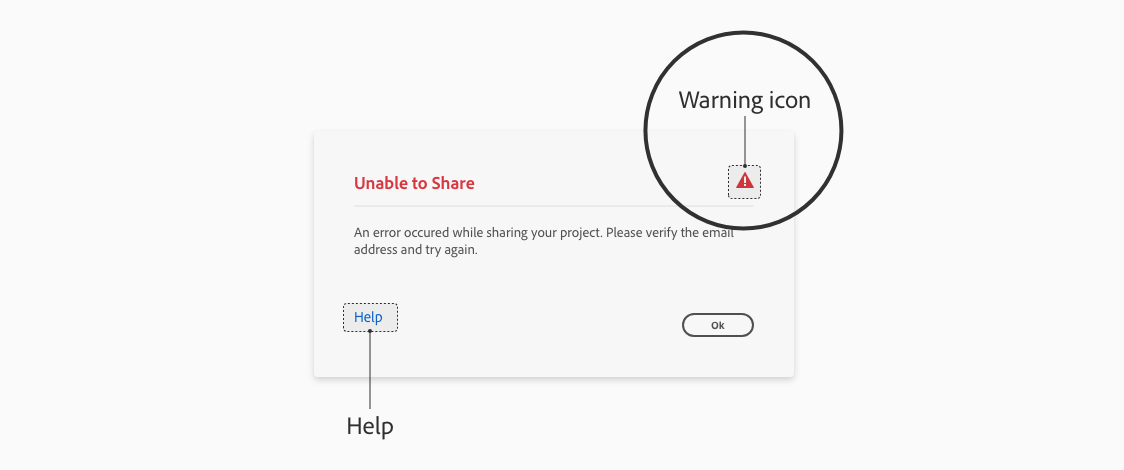 Warning icon
Unable to Share
An error occured while sharing your project. Please verify the email
address and try again.
Help
Ok
Help